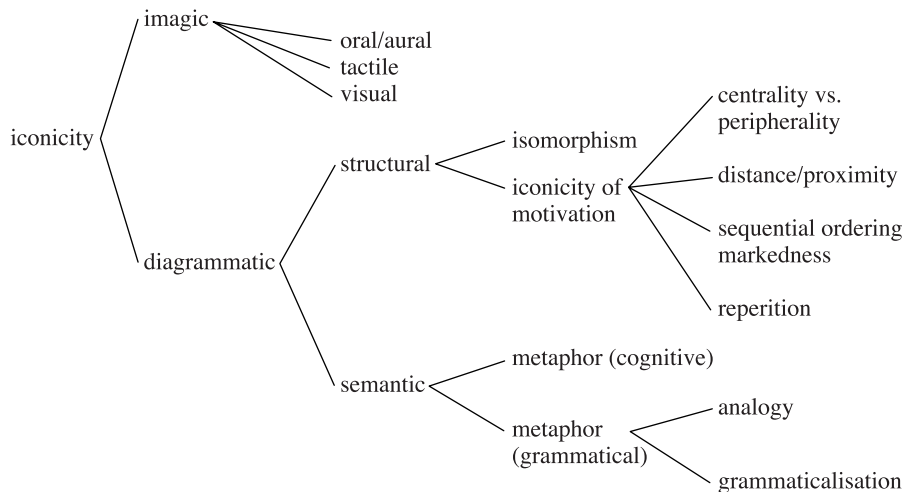 imagic
oral/aural
tactile
visual
iconicity
centrality vs.
peripherality
structural
isomorphism
iconicity of
motivation
distance/proximity
sequential ordering
markedness
diagrammatic
reperition
semantic
metaphor (cognitive)
metaphor
(grammatical)
analogy
grammaticalisation